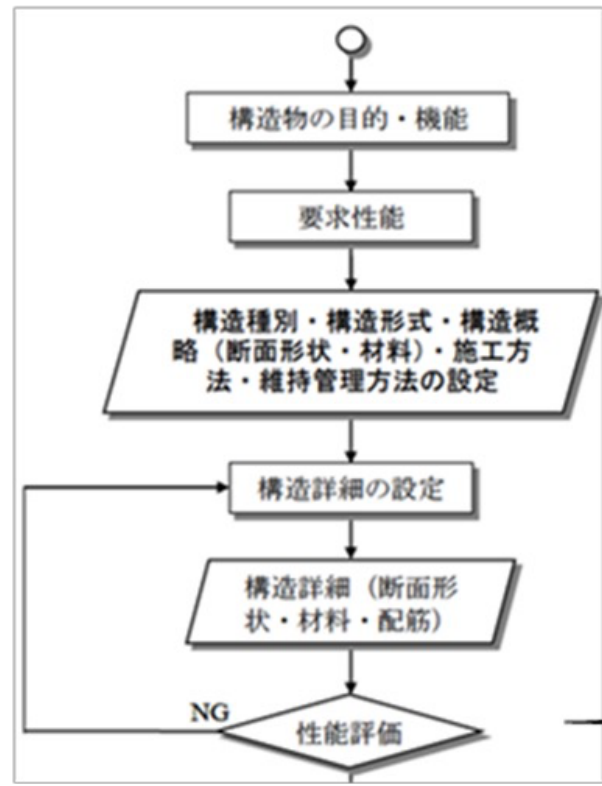 構造物の目的・機能
要求性能
構造種別・構造形式・構造概
略（断面形状・材料）・施工方
法・維持管理方法の設定
構造詳細の設定
構造詳細（断面形
状・材料・配筋）
NG
性能評価